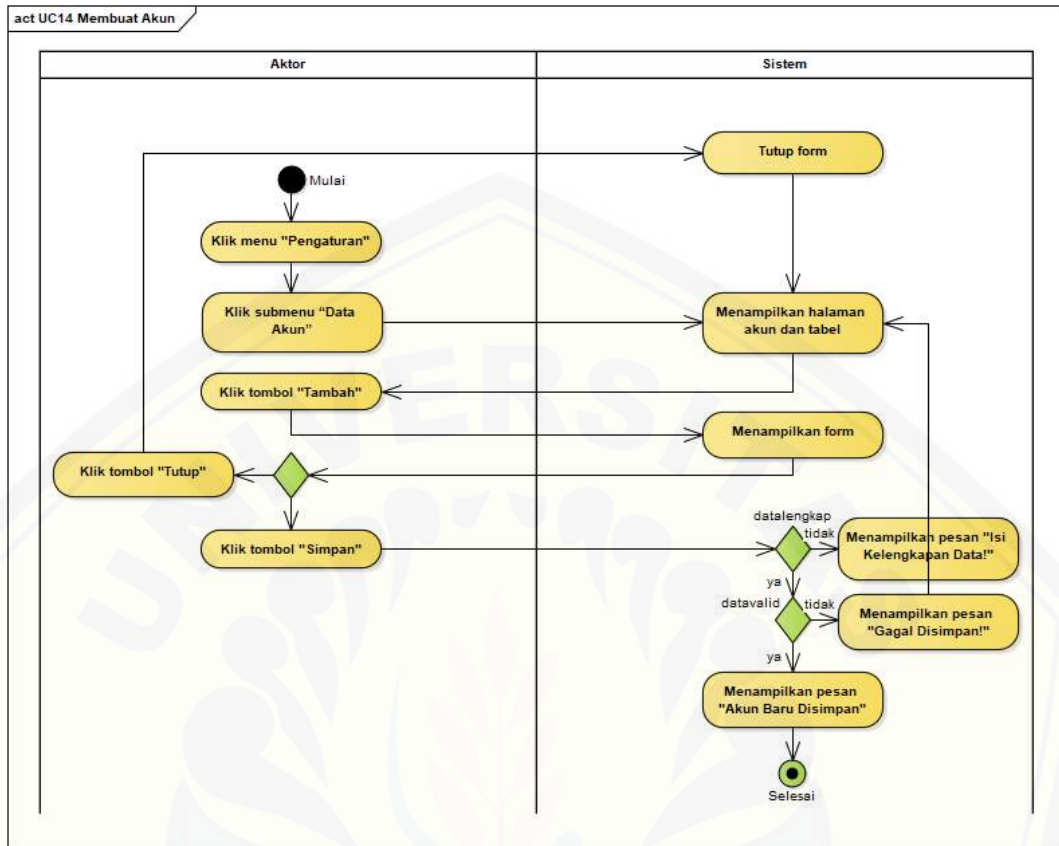 act UC14 Membuat Akun
Aktor
Sistem
Tutup form
Mulai
Klik menu "Pengaturan"
Klik submenu “Data
Akun”
Menampilkan halaman
akun dan tabel
Klik tombol "Tambah"
Menampilkan form
Klik tombol "Tutup"
Klik tombol "Simpan"
datalengkap
tidak
Menampilkan pesan "Isi
Kelengkapan Data!"
ya
datavalid
tidak
Menampilkan pesan
"Gagal Disimpan!"
ya
Menampilkan pesan
"Akun Baru Disimpan"
Selesai
UNIVERSITAS